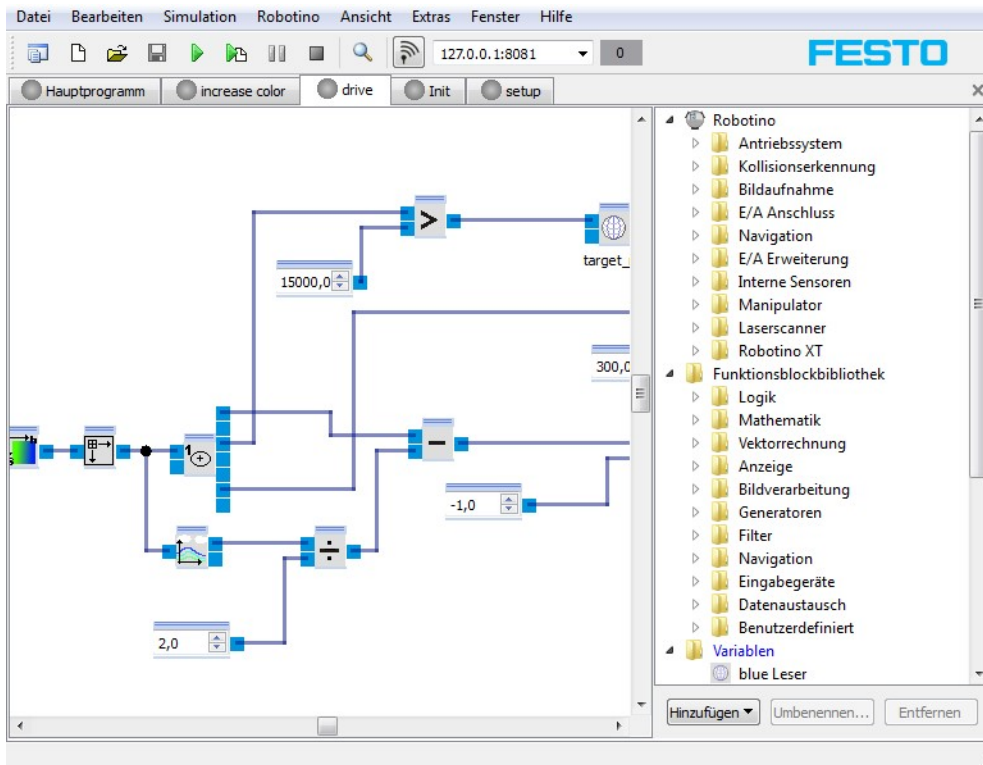 Datei Bearbeiten Simulation Robotino Ansicht Extras Fenster Hilfe
127.0.0.1:8081 0 FESTO
Hauptprogramm increase color drive Init setup
Robotino
Antriebssystem
Kollisionserkennung
Bildaufnahme
E/A Anschluss
Navigation
E/A Erweiterung
Interne Sensoren
Manipulator
Laserscanner
Robotino XT
Funktionsblockbibliothek
Logik
Mathematik
Vektorrechnung
Anzeige
Bildverarbeitung
Generatoren
Filter
Navigation
Eingabegeräte
Datenaustausch
Benutzerdefiniert
Variablen
blue Leser
Hinzufügen Umbenennen... Entfernen
>
target_
15000,0
300,0
1
−
-1,0
÷
2,0